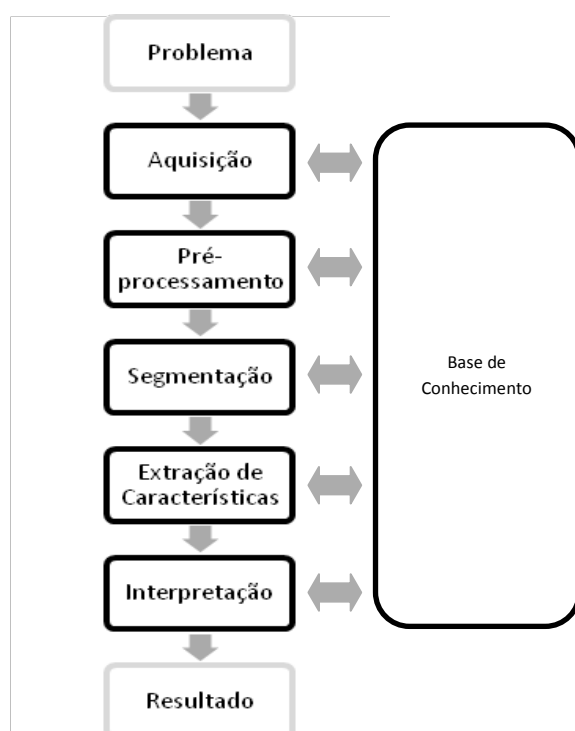 Problema
Aquisição
Pré-
processamento
Segmentação
Extração de
Características
Interpretação
Resultado
Base de
Conhecimento